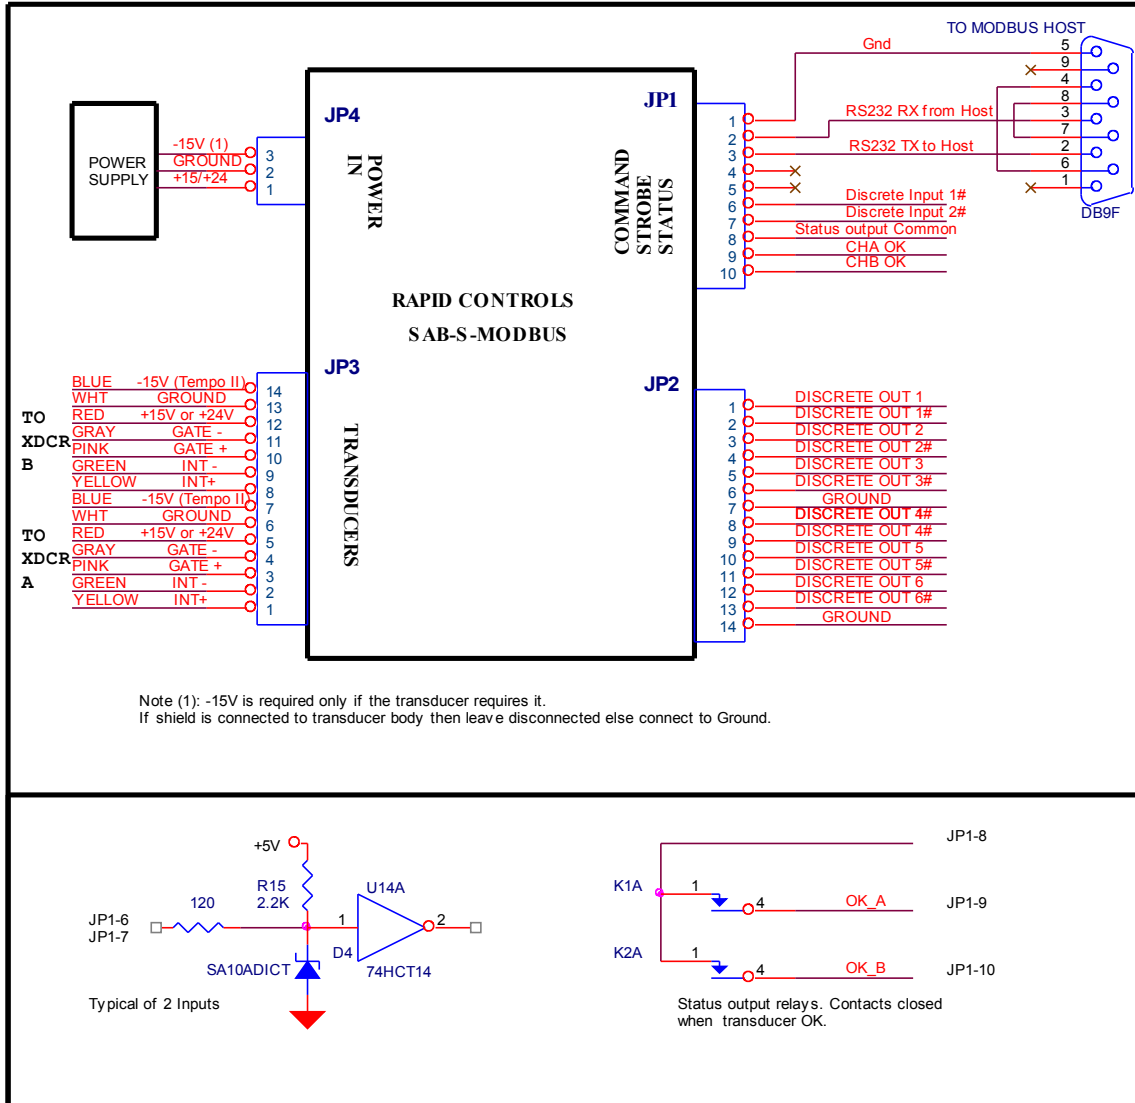 TO MODBUS HOST
Gnd
5
9
4
8
RS232 RX from Host
3
7
RS232 TX to Host
2
6
1
DB9F
POWER
SUPPLY
-15V (1)
GROUND
+15/+24
3
2
1
JP4
POWER
IN
JP1
COMMAND
STROBE
STATUS
1
2
3
4
5
6
7
8
9
10
Discrete Input 1#
Discrete Input 2#
Status output Common
CHA OK
CHB OK
RAPID CONTROLS
SAB-S-MODBUS
JP3
TRANSDUCERS
TO
XDCR
B
BLUE -15V (Tempo II) 14
WHT GROUND 13
RED +15V or +24V 12
GRAY GATE - 11
PINK GATE + 10
GREEN INT - 9
YELLOW INT+ 8
TO
XDCR
A
BLUE -15V (Tempo II) 7
WHT GROUND 6
RED +15V or +24V 5
GRAY GATE - 4
PINK GATE + 3
GREEN INT - 2
YELLOW INT+ 1
JP2
1 DISCRETE OUT 1
2 DISCRETE OUT 1#
3 DISCRETE OUT 2
4 DISCRETE OUT 2#
5 DISCRETE OUT 3
6 DISCRETE OUT 3#
7 GROUND
8 DISCRETE OUT 4#
9 DISCRETE OUT 4#
10 DISCRETE OUT 5
11 DISCRETE OUT 5#
12 DISCRETE OUT 6
13 DISCRETE OUT 6#
14 GROUND
Note (1): -15V is required only if the transducer requires it.
If shield is connected to transducer body then leave disconnected else connect to Ground.
+5V
R15
2.2K
U14A
120
JP1-6
JP1-7
1
2
D4
SA10ADICT
74HCT14
Typical of 2 Inputs
JP1-8
K1A
1
4
OK_A
JP1-9
K2A
1
4
OK_B
JP1-10
Status output relays. Contacts closed
when transducer OK.